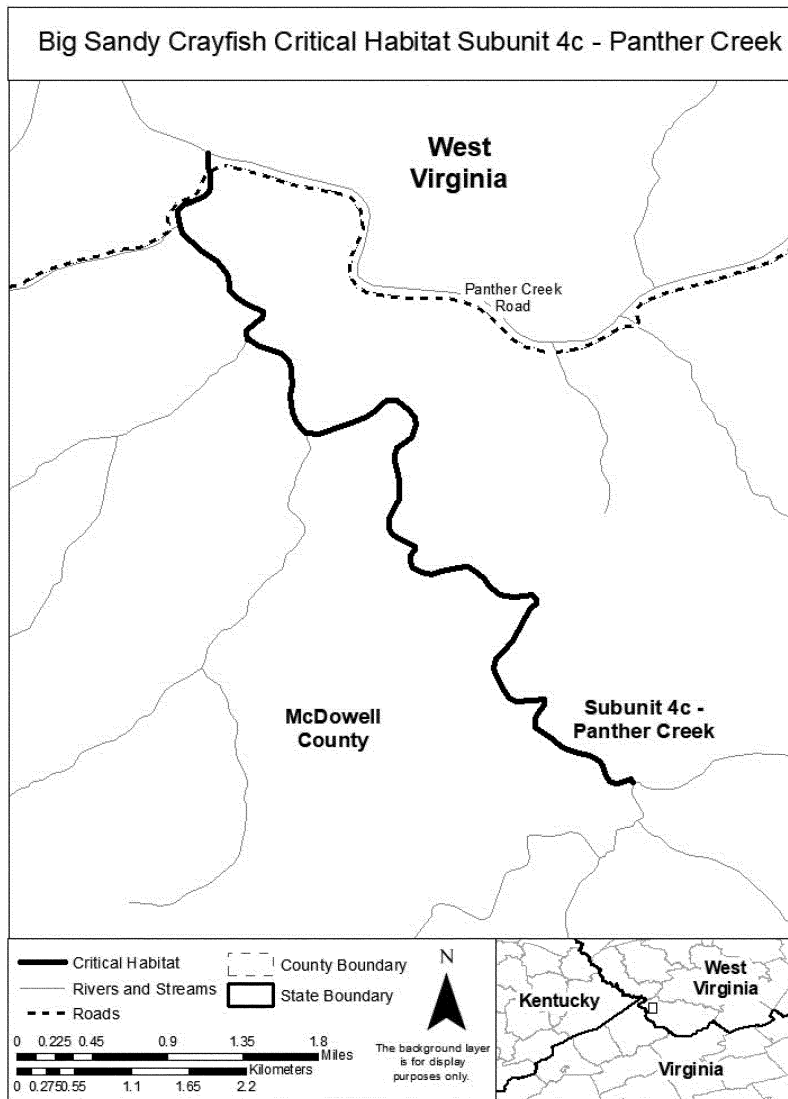 Big Sandy Crayfish Critical Habitat Subunit 4c - Panther Creek
West
Virginia
Panther Creek
Road
McDowell
County
Subunit 4c -
Panther Creek
Critical Habitat
Rivers and Streams
Roads
County Boundary
State Boundary
N
The background layer
is for display
purposes only.
0 0.225 0.45 0.9 1.35 1.8
Miles
Kilometers
0 0.275 0.55 1.1 1.65 2.2
Kentucky
West
Virginia
Virginia